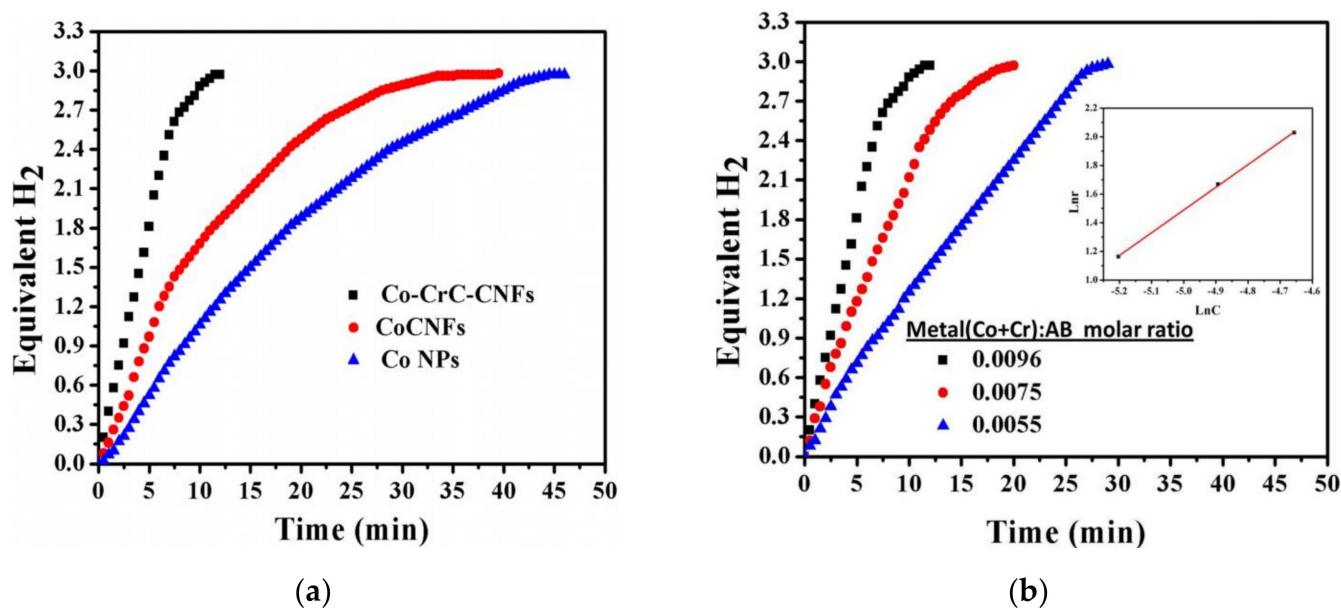 3.3
3.0
2.7
2.4
2.1
1.8
1.5
1.2
0.9
0.6
0.3
0.0
Equivalent H2
Co-CrC-CNFs
CoCNFs
Co NPs
0 5 10 15 20 25 30 35 40 45 50
Time (min)
(a)
3.3
3.0
2.7
2.4
2.1
1.8
1.5
1.2
0.9
0.6
0.3
0.0
Equivalent H2
2.2
2.0
1.8
1.6
1.4
1.2
1.0
Lnr
-5.2 -5.1 -5.0 -4.9 -4.8 -4.7 -4.6
LnC
Metal(Co+Cr):AB molar ratio
0.0096
0.0075
0.0055
0 5 10 15 20 25 30 35 40 45 50
Time (min)
(b)